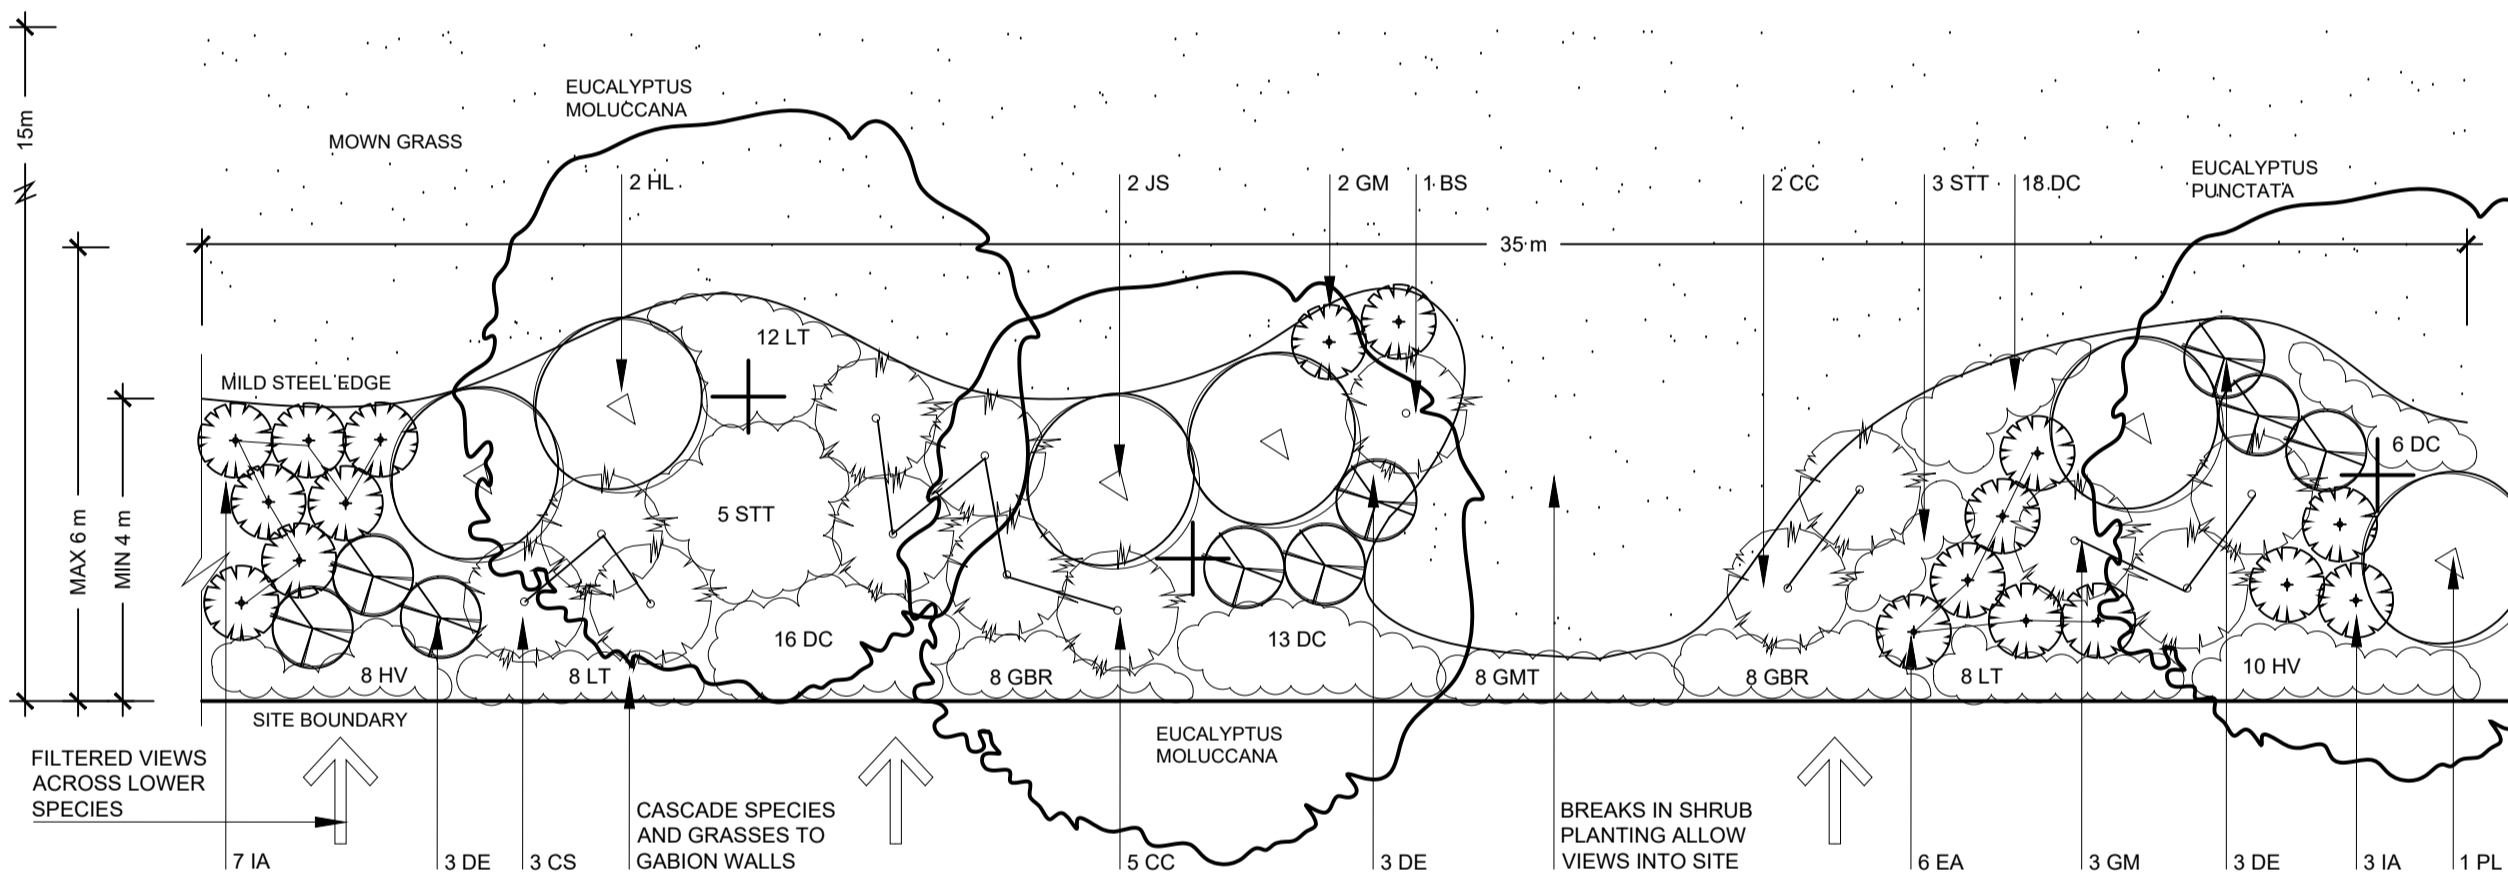 EUCALYPTUS
MOLUCCANA
MOWN GRASS
15m
2 HL
2 JS
2 GM
1 BS
2 CC
3 STT
18 DC
EUCALYPTUS
PUNCTATA
35 m
12 LT
MILD STEEL EDGE
MAX 6 m
MIN 4 m
5 STT
6 DC
16 DC
13 DC
8 HV
8 LT
8 GBR
8 GMT
8 GBR
8 LT
10 HV
SITE BOUNDARY
EUCALYPTUS
MOLUCCANA
FILTERED VIEWS
ACROSS LOWER
SPECIES
CASCADE SPECIES
AND GRASSES TO
GABION WALLS
BREAKS IN SHRUB
PLANTING ALLOW
VIEWS INTO SITE
7 IA
3 DE
3 CS
5 CC
3 DE
6 EA
3 GM
3 DE
3 IA
1 PL